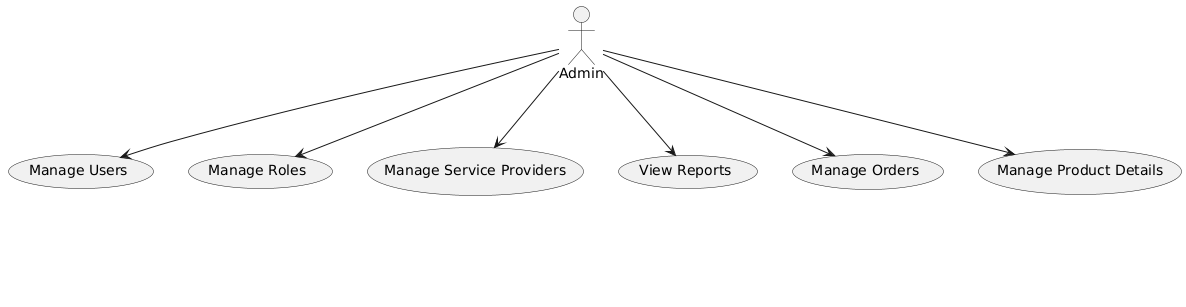 Admin
Manage Users
Manage Roles
Manage Service Providers
View Reports
Manage Orders
Manage Product Details